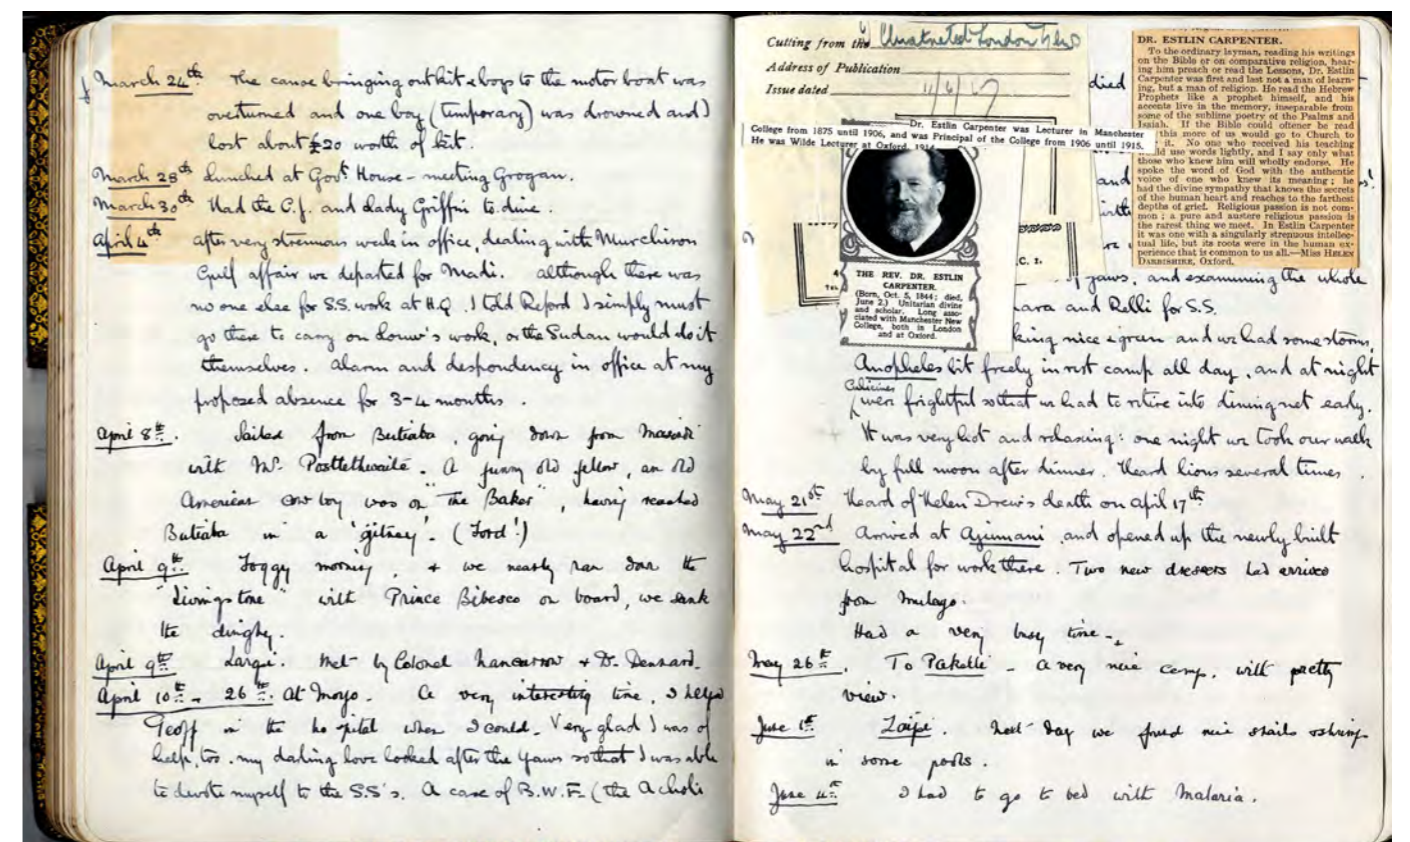 March 24th The canoe bringing out kit & boys to the motor boat was
overturned and one boy (temporary) was drowned and I
lost about £20 worth of kit.
March 28th Lunched at Govt. House - meeting Grogan.
March 30th Had the C.J. and Lady Griffin to dine.
April 4th after very strenuous week in office, dealing with Murchison
Gulf affair we departed for Madi. Although there was
no one else for S.S. work at H.Q. I told Reford I simply must
go there to carry on Lowe's work, or the Sudan would do it
themselves. Alarm and despondency in office at my
proposed absence for 3-4 months.
April 8th. Sailed from Butiaba, going down from Masindi
with Mr. Postlethwaite. A funny old fellow, an old
American cow boy was on "The Baker", having reached
Butiaba in a 'gitney'. (Ford!)
April 9th. Foggy morning, & we nearly ran down the
"Livingstone" with Prince Bibesco on board, we sank
the dinghy.
April 9th Largi. Met by Colonel & Dr. Dennard.
April 10th - 26th. At Moyo. A very interesting time. I helped
Geoff in the hospital when I could. Very glad I was of
help, too. my darling love looked after the Yaws so that I was able
to devote myself to the SS's. A case of B.W.F. (the Acholi
Cutting from the Illustrated London News
Address of Publication
Issue dated
died
Dr. Estlin Carpenter was Lecturer in Manchester
College from 1875 until 1906, and was Principal of the College from 1906 until 1915.
He was Wilde Lecturer at Oxford, 1914
THE REV. DR. ESTLIN
CARPENTER.
(Born, Oct. 5, 1844; died,
June 2.) Unitarian divine
and scholar. Long asso-
ciated with Manchester New
College, both in London
and at Oxford.
DR. ESTLIN CARPENTER.
To the ordinary layman, reading his writings
on the Bible or on comparative religion, hear-
ing him preach or read the Lessons, Dr. Estlin
Carpenter was first and last not a man of learn-
ing, but a man of religion. He read the Hebrew
Prophets like a prophet himself, and his
accents live in the memory, inseparable from
some of the sublime poetry of the Psalms and
Isaiah. If the Bible could oftener be read
this more of us would go to Church to
it. No one who received his teaching
ld use words lightly, and I say only what
those who knew him will wholly endorse. He
spoke the word of God with the authentic
voice of one who knew its meaning; he
had the divine sympathy that knows the secrets
of the human heart and reaches to the farthest
depths of grief. Religious passion is not com-
mon; a pure and austere religious passion is
the rarest thing we meet. In Estlin Carpenter
it was one with a singularly strenuous intellec-
tual life, but its roots were in the human ex-
perience that is common to us all.—Miss HELEN
DARBISHIRE, Oxford.
and
C. 1.
yaws, and examining the whole
and Relli for S.S.
king nice & green and we had some storms.
Anopheles bit freely in rest camp all day, and at night
Culicines
were frightful so that we had to retire into dining net early.
It was very hot and relaxing: one night we took our walk
by full moon after dinner. Heard lions several times.
May 21st Heard of Helen Drew's death on April 17th
May 22nd Arrived at Ajumani and opened up the newly built
hospital for work there. Two new dressers had arrived
from Mulago.
Had a very busy time.
May 26th. To Pakelle - a very nice camp, with pretty
view.
June 1st Zaipi. Next day we found nice snails
in some pools.
June 4th I had to go to bed with Malaria.